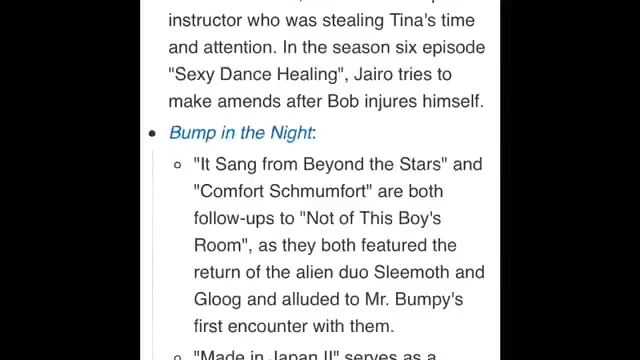 instructor who was stealing Tina's time
and attention. In the season six episode
"Sexy Dance Healing", Jairo tries to
make amends after Bob injures himself.
• Bump in the Night:
◦ "It Sang from Beyond the Stars" and
"Comfort Schmumfort" are both
follow-ups to "Not of This Boy's
Room", as they both featured the
return of the alien duo Sleemoth and
Gloog and alluded to Mr. Bumpy's
first encounter with them.
◦ "Made in Japan II" serves as a